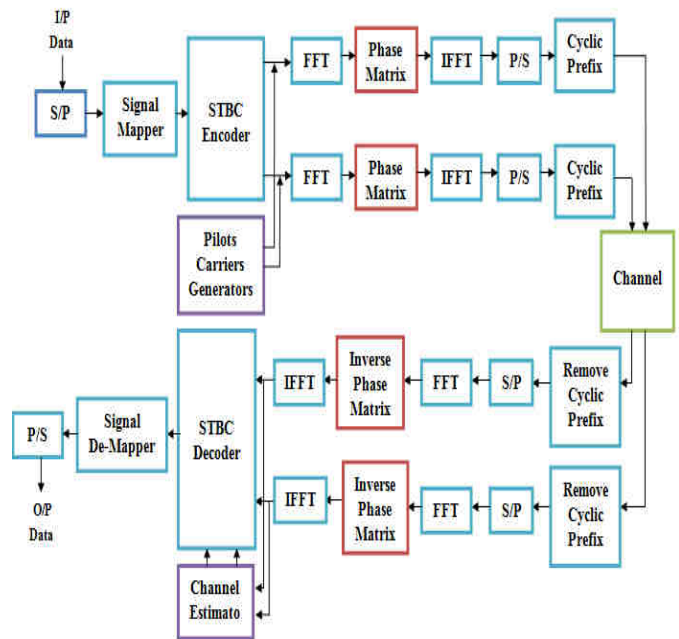 I/P
Data
S/P
Signal
Mapper
STBC
Encoder
FFT
Phase
Matrix
IFFT
P/S
Cyclic
Prefix
FFT
Phase
Matrix
IFFT
P/S
Cyclic
Prefix
Pilots
Carriers
Generators
Channel
Remove
Cyclic
Prefix
S/P
FFT
Inverse
Phase
Matrix
IFFT
STBC
Decoder
Signal
De-Mapper
P/S
O/P
Data
Remove
Cyclic
Prefix
S/P
FFT
Inverse
Phase
Matrix
IFFT
Channel
Estimato